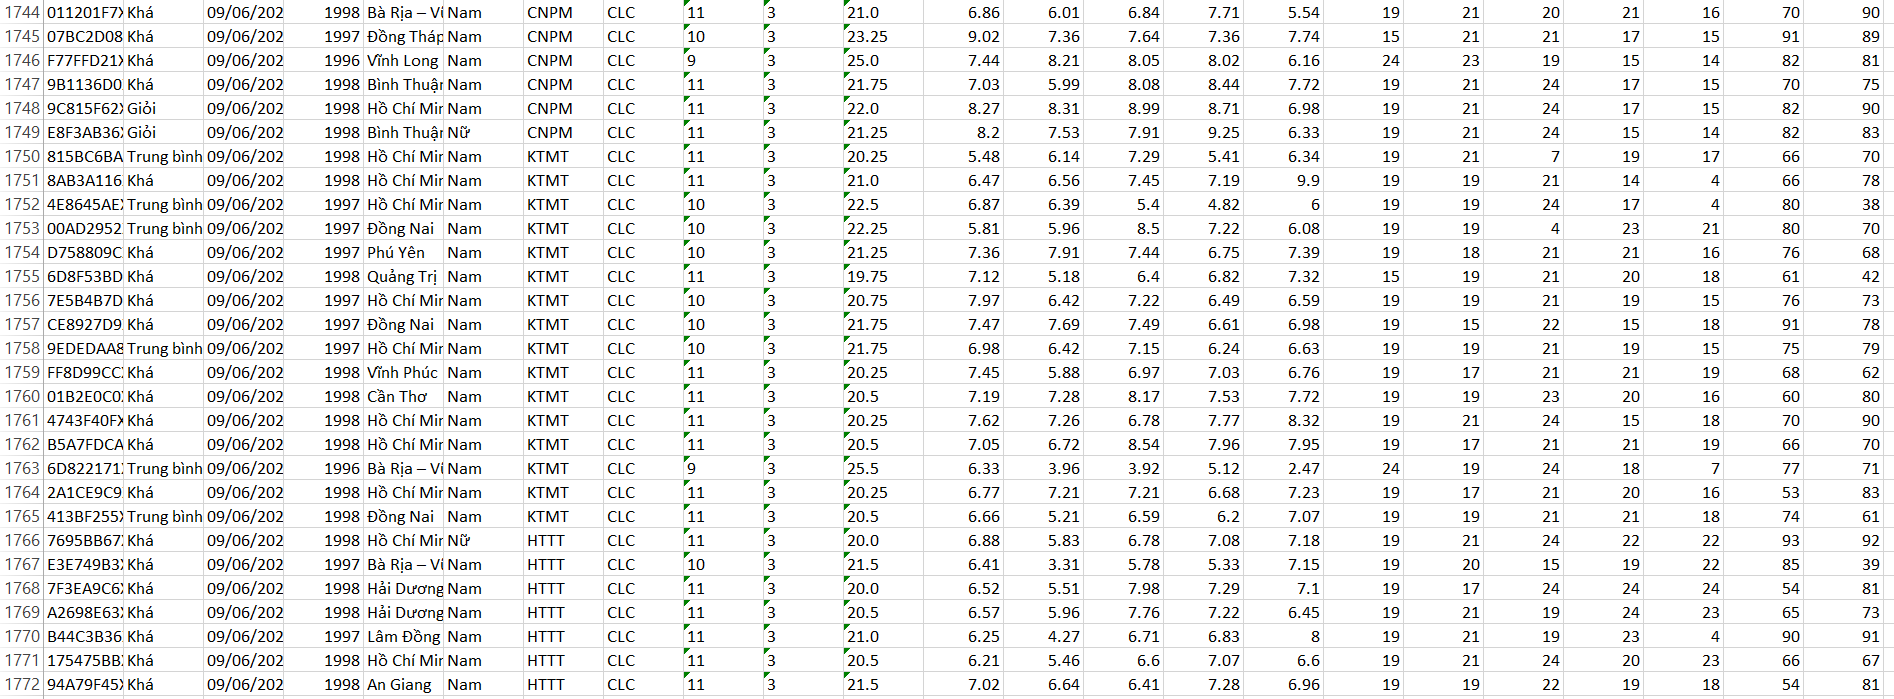 1744 011201F7X Khá 09/06/202 1998 Bà Rịa – Vũ Nam CNPM CLC 11 3 21.0 6.86 6.01 6.84 7.71 5.54 19 21 20 21 16 70 90
1745 07BC2D08 Khá 09/06/202 1997 Đồng Tháp Nam CNPM CLC 10 3 23.25 9.02 7.36 7.64 7.36 7.74 15 21 21 17 15 91 89
1746 F77FFD21X Khá 09/06/202 1996 Vĩnh Long Nam CNPM CLC 9 3 25.0 7.44 8.21 8.05 8.02 6.16 24 23 19 15 14 82 81
1747 9B1136D0 Khá 09/06/202 1998 Bình Thuận Nam CNPM CLC 11 3 21.75 7.03 5.99 8.08 8.44 7.72 19 21 24 17 15 70 75
1748 9C815F62X Giỏi 09/06/202 1998 Hồ Chí Min Nam CNPM CLC 11 3 22.0 8.27 8.31 8.99 8.71 6.98 19 21 24 17 15 82 90
1749 E8F3AB36X Giỏi 09/06/202 1998 Bình Thuận Nữ CNPM CLC 11 3 21.25 8.2 7.53 7.91 9.25 6.33 19 21 24 15 14 82 83
1750 815BC6BA Trung bình 09/06/202 1998 Hồ Chí Min Nam KTMT CLC 11 3 20.25 5.48 6.14 7.29 5.41 6.34 19 21 7 19 17 66 70
1751 8AB3A116 Khá 09/06/202 1998 Hồ Chí Min Nam KTMT CLC 11 3 21.0 6.47 6.56 7.45 7.19 9.9 19 19 21 14 4 66 78
1752 4E8645AEX Trung bình 09/06/202 1997 Hồ Chí Min Nam KTMT CLC 10 3 22.5 6.87 6.39 5.4 4.82 6 19 19 24 17 4 80 38
1753 00AD2952 Trung bình 09/06/202 1997 Đồng Nai Nam KTMT CLC 10 3 22.25 5.81 5.96 8.5 7.22 6.08 19 19 4 23 21 80 70
1754 D758809C Khá 09/06/202 1997 Phú Yên Nam KTMT CLC 10 3 21.25 7.36 7.91 7.44 6.75 7.39 19 18 21 21 16 76 68
1755 6D8F53BD Khá 09/06/202 1998 Quảng Trị Nam KTMT CLC 11 3 19.75 7.12 5.18 6.4 6.82 7.32 15 19 21 20 18 61 42
1756 7E5B4B7D Khá 09/06/202 1997 Hồ Chí Min Nam KTMT CLC 10 3 20.75 7.97 6.42 7.22 6.49 6.59 19 19 21 19 15 76 73
1757 CE8927D9 Khá 09/06/202 1997 Đồng Nai Nam KTMT CLC 10 3 21.75 7.47 7.69 7.49 6.61 6.98 19 15 22 15 18 91 78
1758 9EDEDAA8 Trung bình 09/06/202 1997 Hồ Chí Min Nam KTMT CLC 10 3 21.75 6.98 6.42 7.15 6.24 6.63 19 19 21 19 15 75 79
1759 FF8D99CC Khá 09/06/202 1998 Vĩnh Phúc Nam KTMT CLC 11 3 20.25 7.45 5.88 6.97 7.03 6.76 19 17 21 21 19 68 62
1760 01B2E0C0 Khá 09/06/202 1998 Cần Thơ Nam KTMT CLC 11 3 20.5 7.19 7.28 8.17 7.53 7.72 19 19 23 20 16 60 80
1761 4743F40FX Khá 09/06/202 1998 Hồ Chí Min Nam KTMT CLC 11 3 20.25 7.62 7.26 6.78 7.77 8.32 19 21 24 15 18 70 90
1762 B5A7FDCA Khá 09/06/202 1998 Hồ Chí Min Nam KTMT CLC 11 3 20.5 7.05 6.72 8.54 7.96 7.95 19 17 21 21 19 66 70
1763 6D822171 Trung bình 09/06/202 1996 Bà Rịa – Vũ Nam KTMT CLC 9 3 25.5 6.33 3.96 3.92 5.12 2.47 24 19 24 18 7 77 71
1764 2A1CE9C9 Khá 09/06/202 1998 Hồ Chí Min Nam KTMT CLC 11 3 20.25 6.77 7.21 7.21 6.68 7.23 19 17 21 20 16 53 83
1765 413BF255X Trung bình 09/06/202 1998 Đồng Nai Nam KTMT CLC 11 3 20.5 6.66 5.21 6.59 6.2 7.07 19 19 21 21 18 74 61
1766 7695BB67 Khá 09/06/202 1998 Hồ Chí Min Nữ HTTT CLC 11 3 20.0 6.88 5.83 6.78 7.08 7.18 19 21 24 22 22 93 92
1767 E3E749B3X Khá 09/06/202 1997 Bà Rịa – Vũ Nam HTTT CLC 10 3 21.5 6.41 3.31 5.78 5.33 7.15 19 20 15 19 22 85 39
1768 7F3EA9C6X Khá 09/06/202 1998 Hải Dương Nam HTTT CLC 11 3 20.0 6.52 5.51 7.98 7.29 7.1 19 17 24 24 24 54 81
1769 A2698E63X Khá 09/06/202 1998 Hải Dương Nam HTTT CLC 11 3 20.5 6.57 5.96 7.76 7.22 6.45 19 21 19 24 23 65 73
1770 B44C3B36 Khá 09/06/202 1997 Lâm Đồng Nam HTTT CLC 11 3 21.0 6.25 4.27 6.71 6.83 8 19 21 19 23 4 90 91
1771 175475BBX Khá 09/06/202 1998 Hồ Chí Min Nam HTTT CLC 11 3 20.5 6.21 5.46 6.6 7.07 6.6 19 21 24 20 23 66 67
1772 94A79F45X Khá 09/06/202 1998 An Giang Nam HTTT CLC 11 3 21.5 7.02 6.64 6.41 7.28 6.96 19 19 22 19 18 54 81